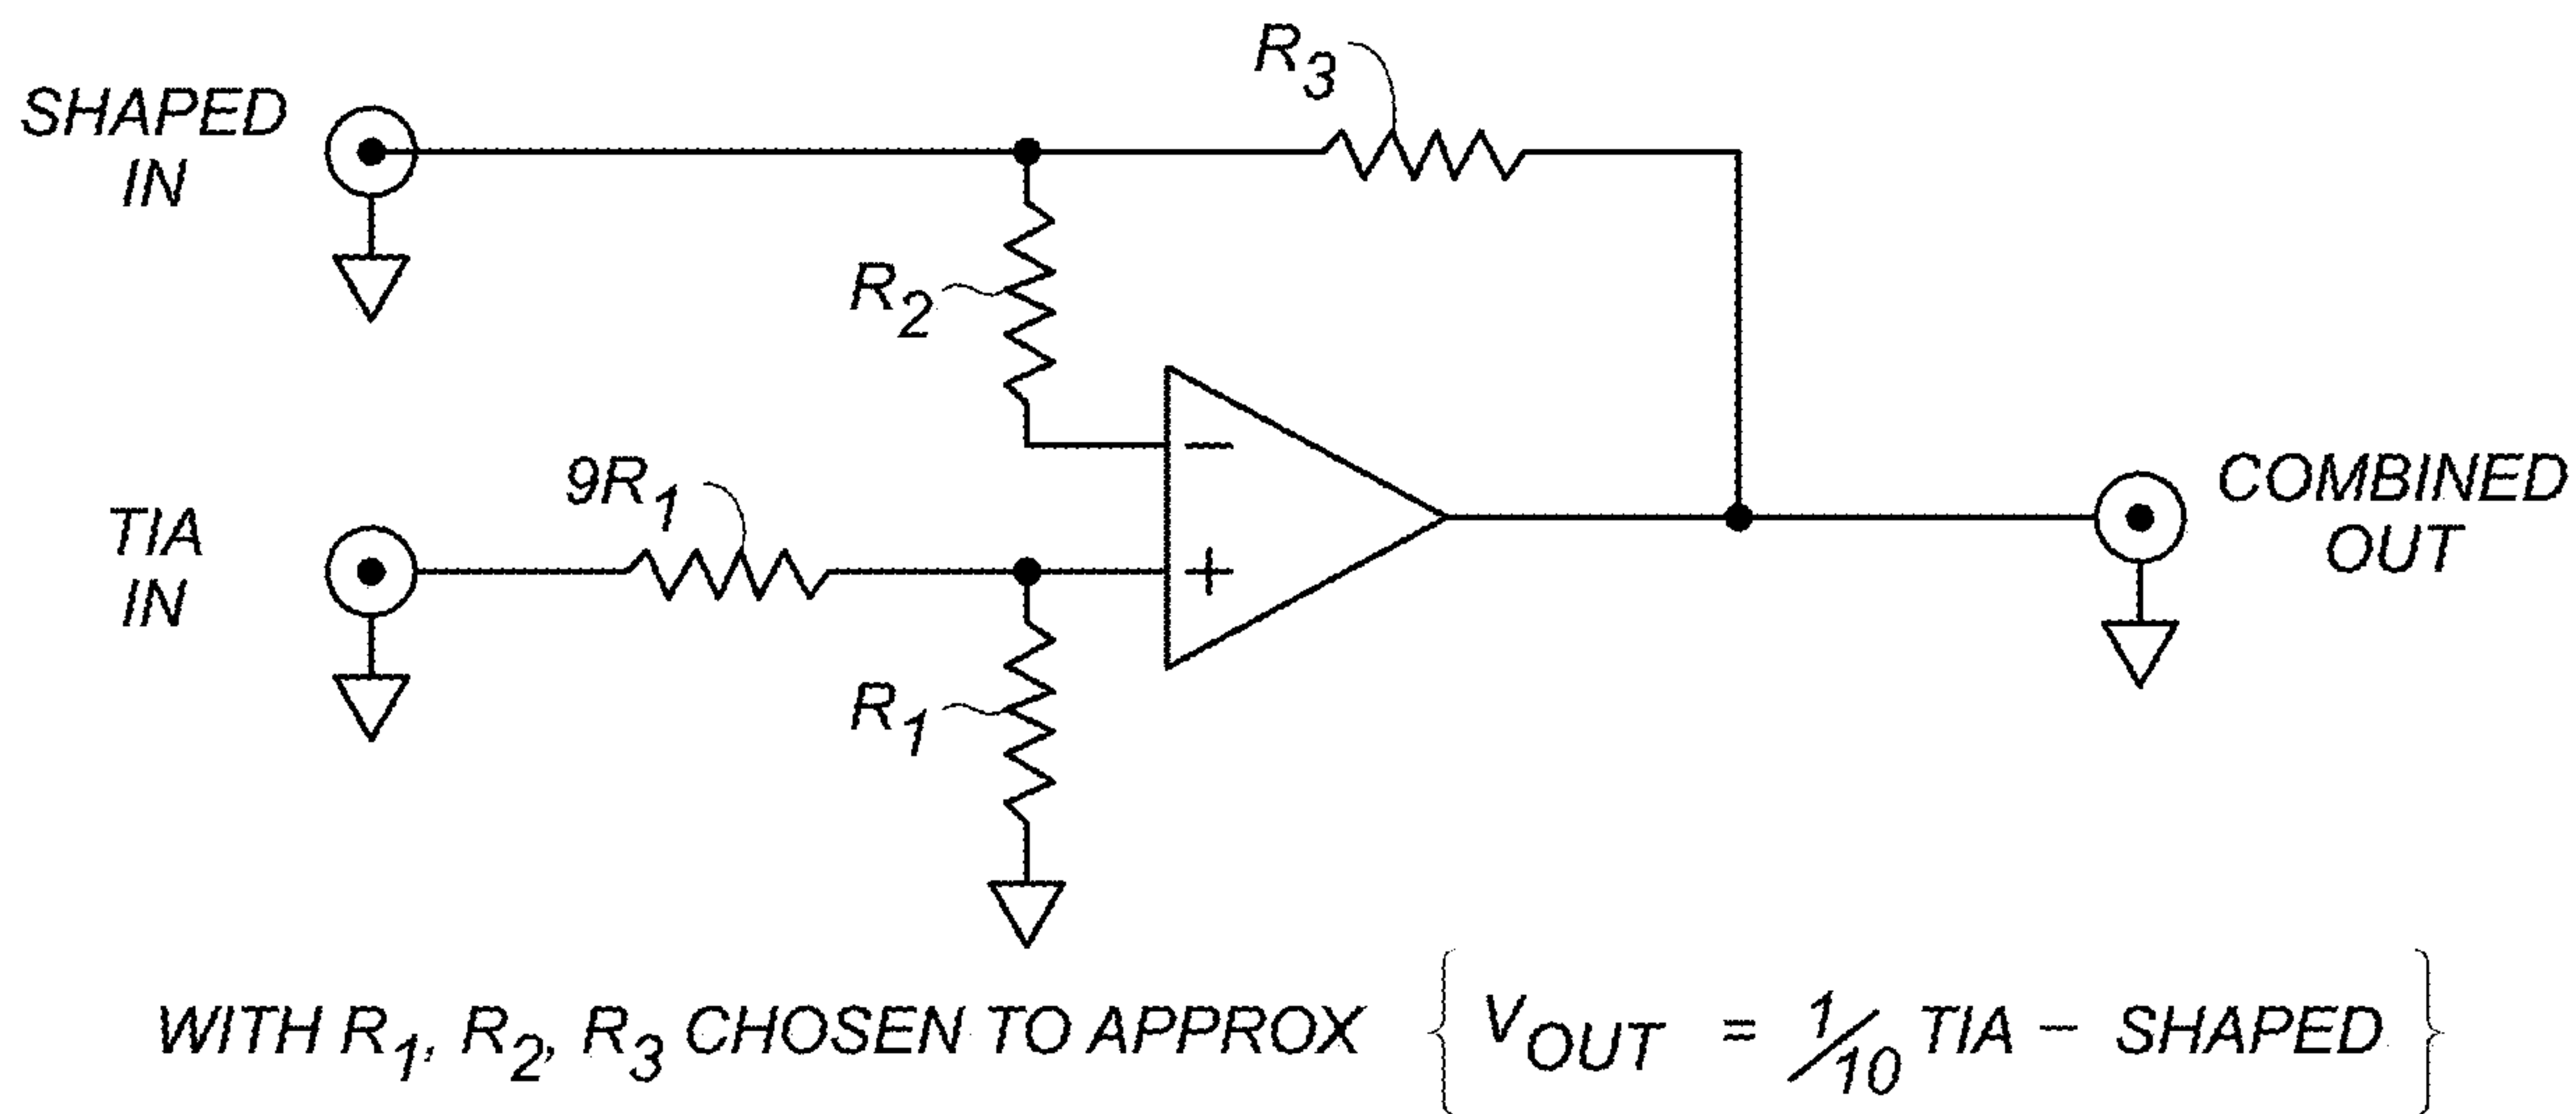 R3
SHAPED
IN
R2
9R1
TIA
IN
−
+
COMBINED
OUT
R1
WITH R1, R2, R3 CHOSEN TO APPROX { VOUT = 1/10 TIA − SHAPED }